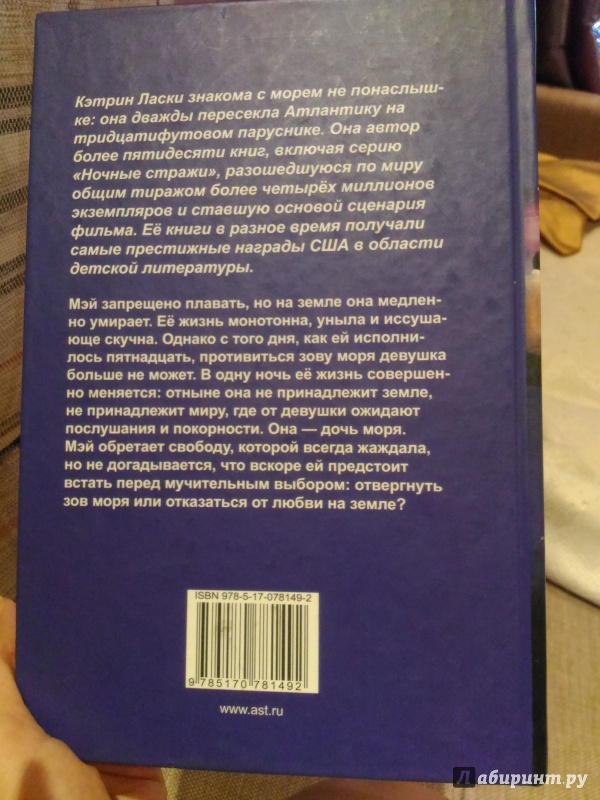 Кэтрин Ласки знакома с морем не понаслыш-
ке: она дважды пересекла Атлантику на
тридцатифутовом паруснике. Она автор
более пятидесяти книг, включая серию
«Ночные стражи», разошедшуюся по миру
общим тиражом более четырёх миллионов
экземпляров и ставшую основой сценария
фильма. Её книги в разное время получали
самые престижные награды США в области
детской литературы.
Мэй запрещено плавать, но на земле она медлен-
но умирает. Её жизнь монотонна, уныла и иссуша-
юще скучна. Однако с того дня, как ей исполни-
лось пятнадцать, противиться зову моря девушка
больше не может. В одну ночь её жизнь совершен-
но меняется: отныне она не принадлежит земле,
не принадлежит миру, где от девушки ожидают
послушания и покорности. Она — дочь моря.
Мэй обретает свободу, которой всегда жаждала,
но не догадывается, что вскоре ей предстоит
встать перед мучительным выбором: отвергнуть
зов моря или отказаться от любви на земле?
ISBN 978-5-17-078149-2
9 785170 781492
www.ast.ru
Лабиринт.ру